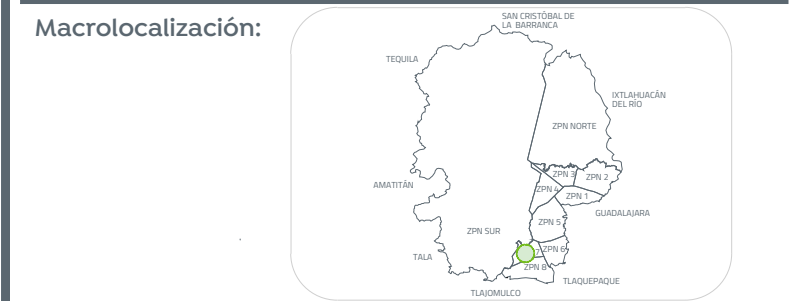 Macrolocalización:
SAN CRISTÓBAL DE
LA BARRANCA
TEQUILA
IXTLAHUACÁN
DEL RÍO
ZPN NORTE
ZPN 3
ZPN 2
AMATITÁN
ZPN 4
ZPN 1
GUADALAJARA
ZPN 5
ZPN SUR
ZPN 6
7
TALA
ZPN 8
TLAQUEPAQUE
TLAJOMULCO